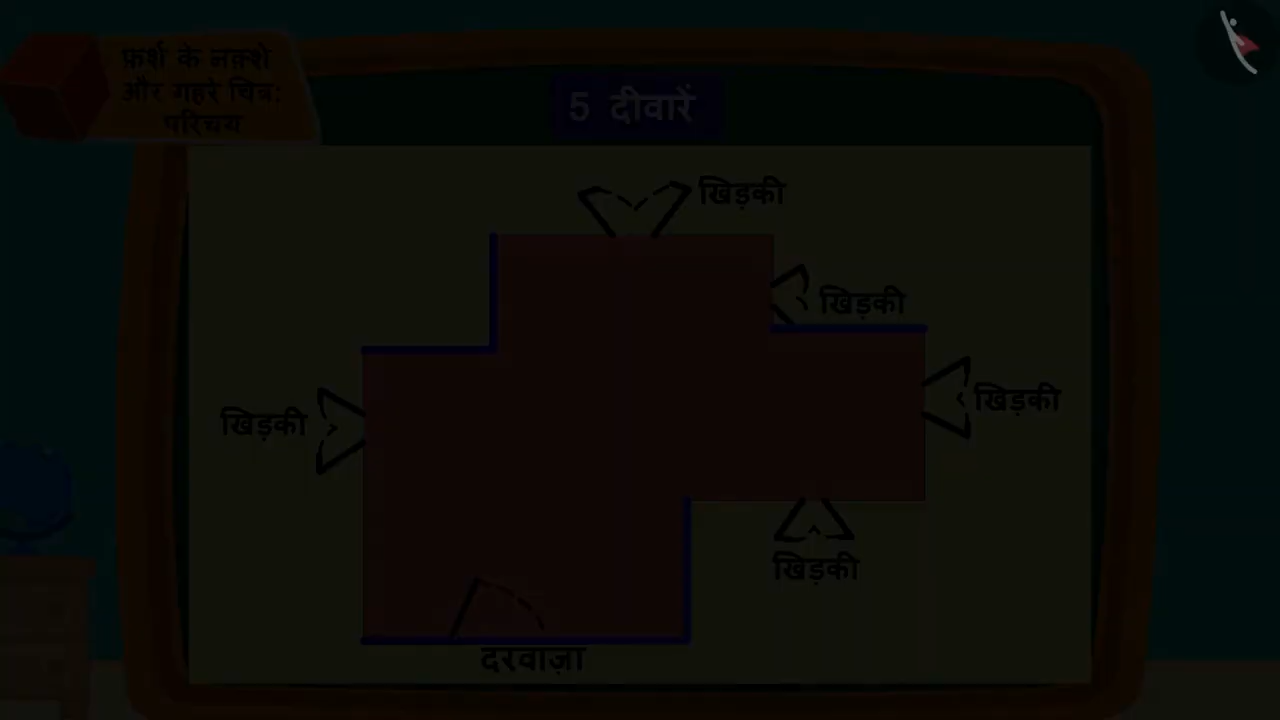 फ़र्श के नक़्शे
और गहरे चित्र:
परिचय
5 दीवारें
खिड़की
खिड़की
खिड़की
खिड़की
खिड़की
दरवाज़ा